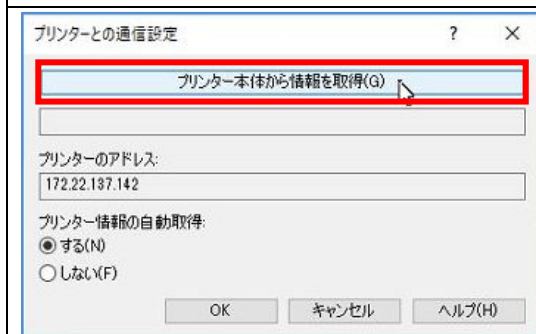 プリンターとの通信設定 ? ×
プリンター本体から情報を取得(G)
プリンターのアドレス:
172.22.137.142
プリンター情報の自動取得:
する(N)
しない(F)
OK キャンセル ヘルプ(H)